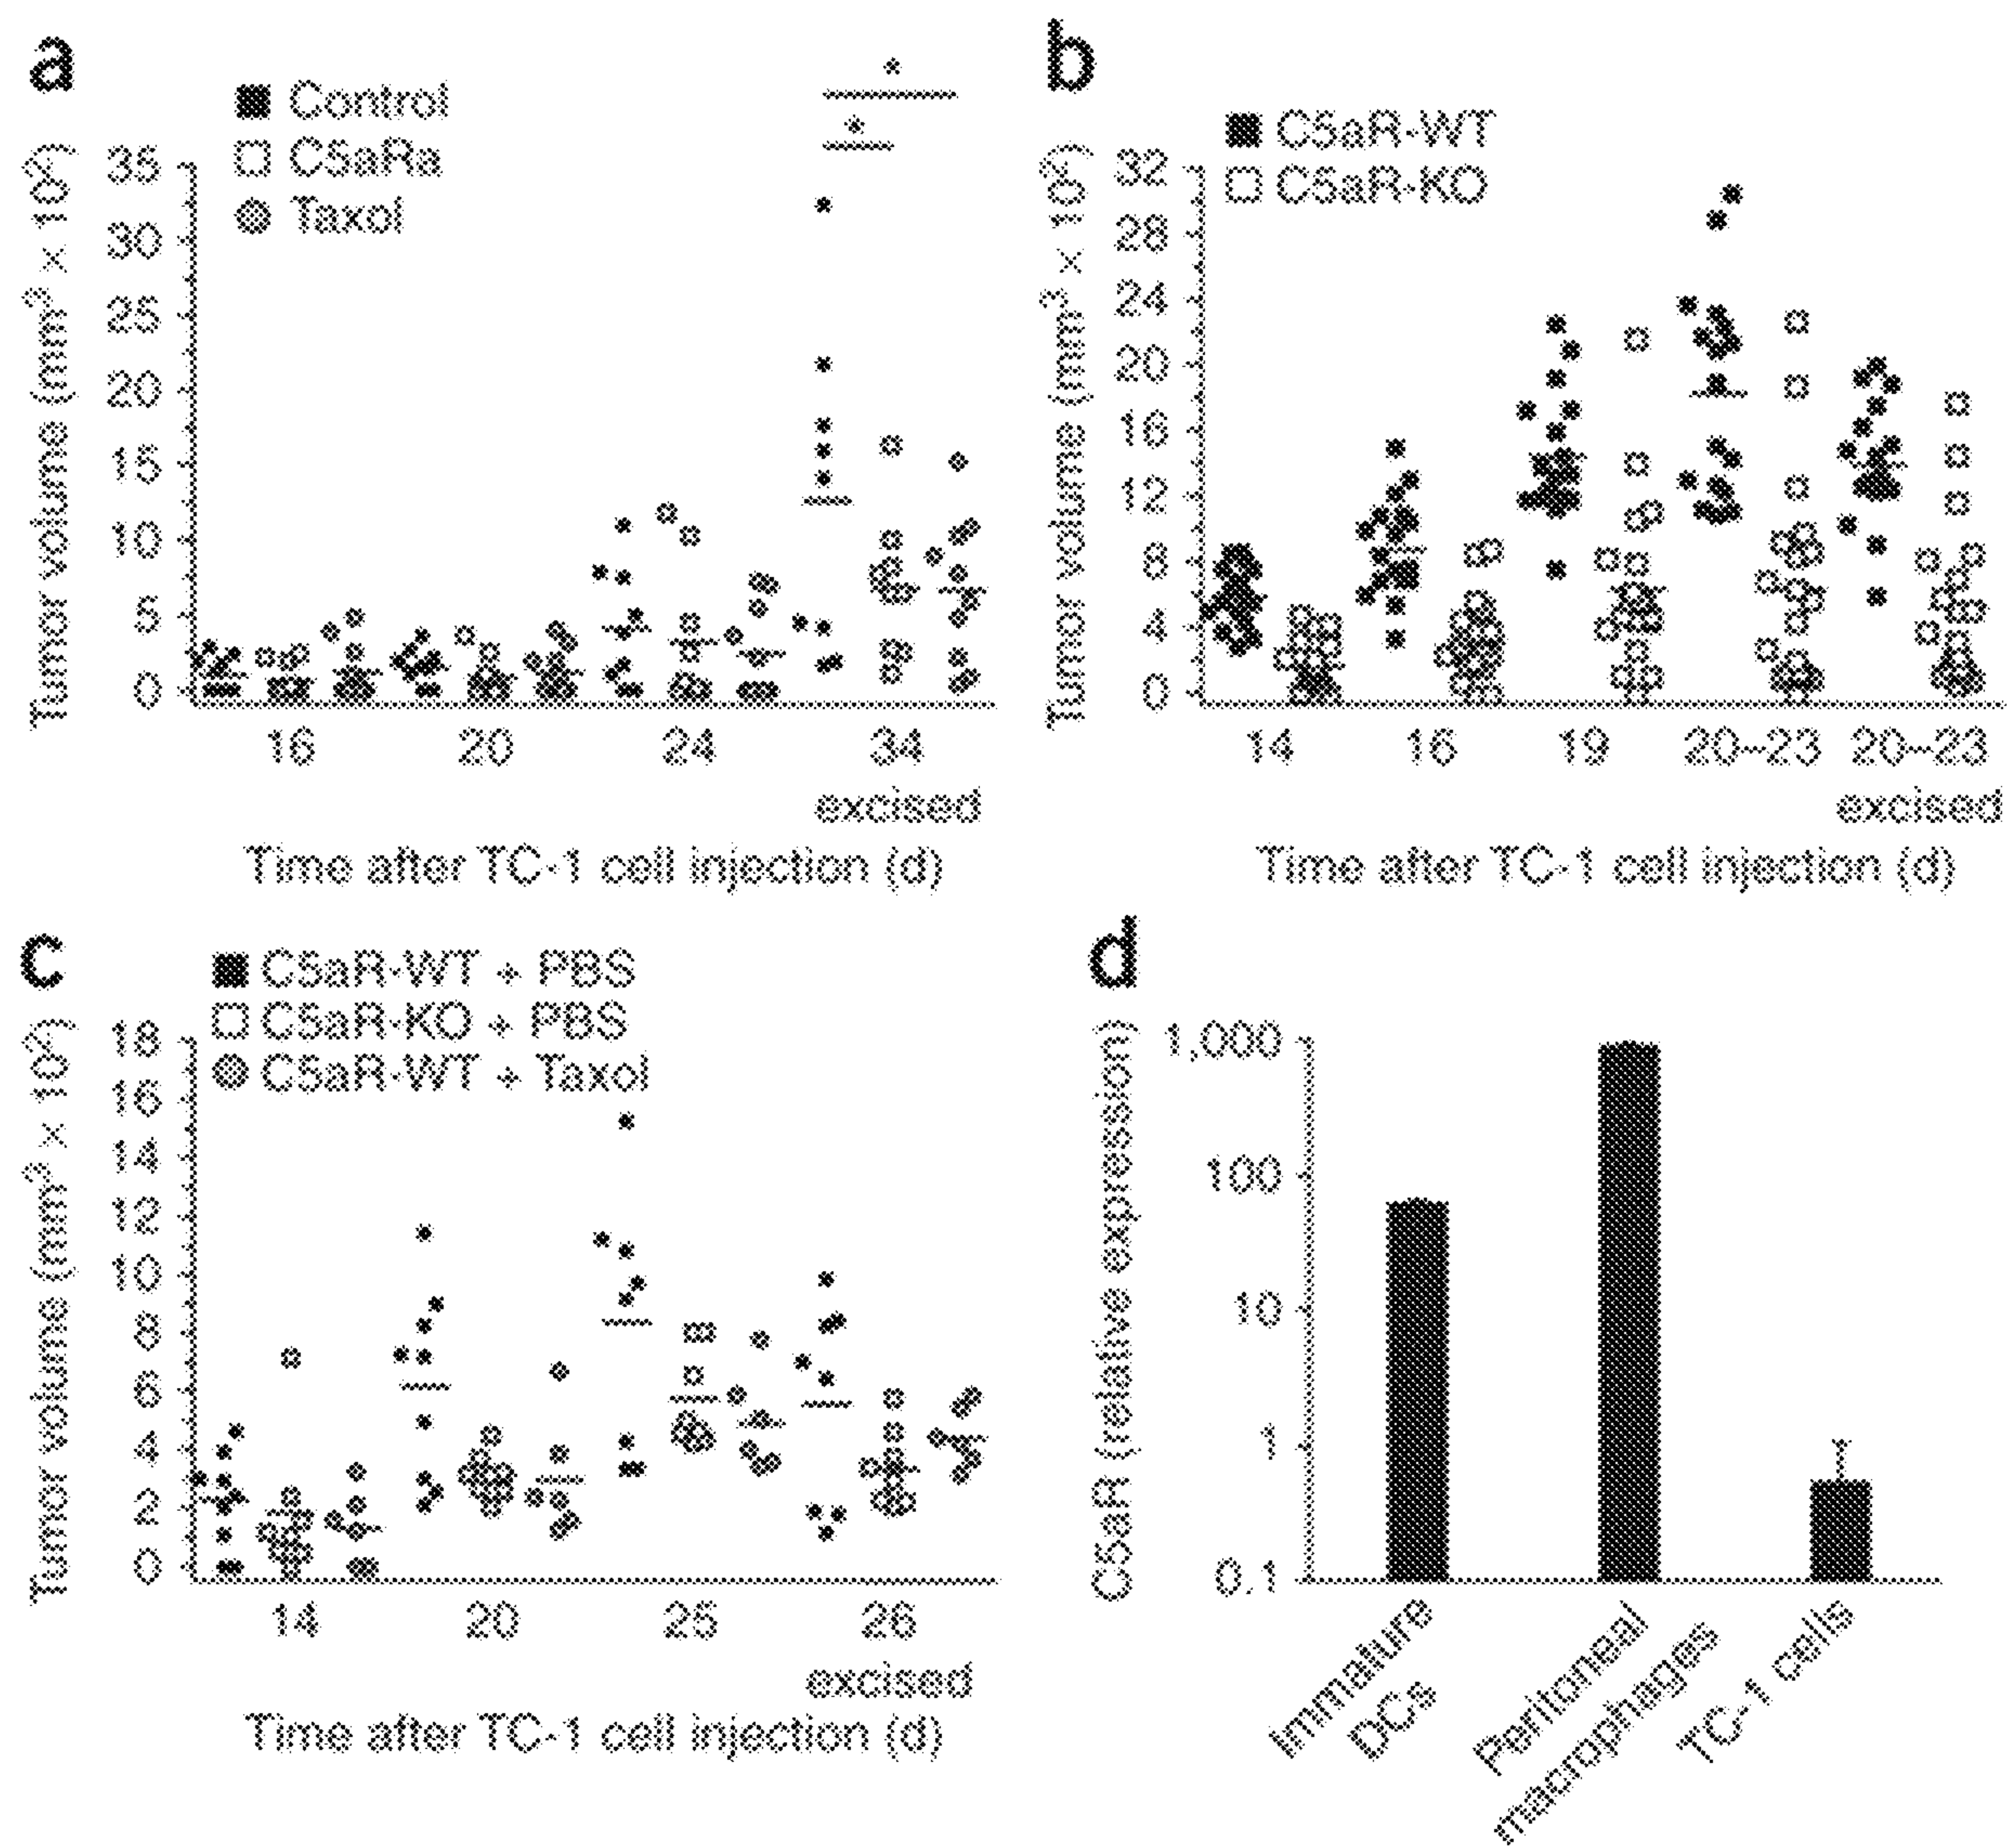 a
Control
C5aRa
Taxol
*
*
Tumor volume (mm³ × 10²)
35
30
25
20
15
10
5
0
16 20 24 34
excised
Time after TC-1 cell injection (d)
b
C5aR-WT
C5aR-KO
Tumor volume (mm³ × 10²)
32
28
24
20
16
12
8
4
0
14 16 19 20–23 20–23
excised
Time after TC-1 cell injection (d)
c
C5aR-WT + PBS
C5aR-KO + PBS
C5aR-WT + Taxol
Tumor volume (mm³ × 10²)
18
16
14
12
10
8
6
4
2
0
14 20 25 26
excised
Time after TC-1 cell injection (d)
d
C5aR (relative expression)
1,000
100
10
1
0.1
Immature
DCs
Peritoneal
macrophages
TC-1 cells